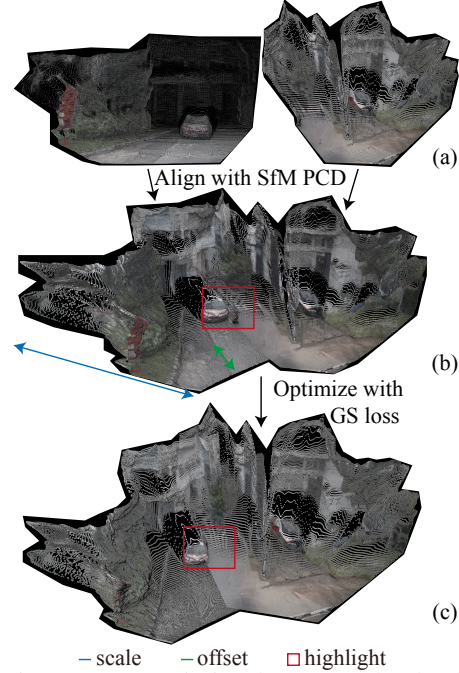 (a)
Align with SfM PCD
(b)
Optimize with
GS loss
(c)
scale offset highlight